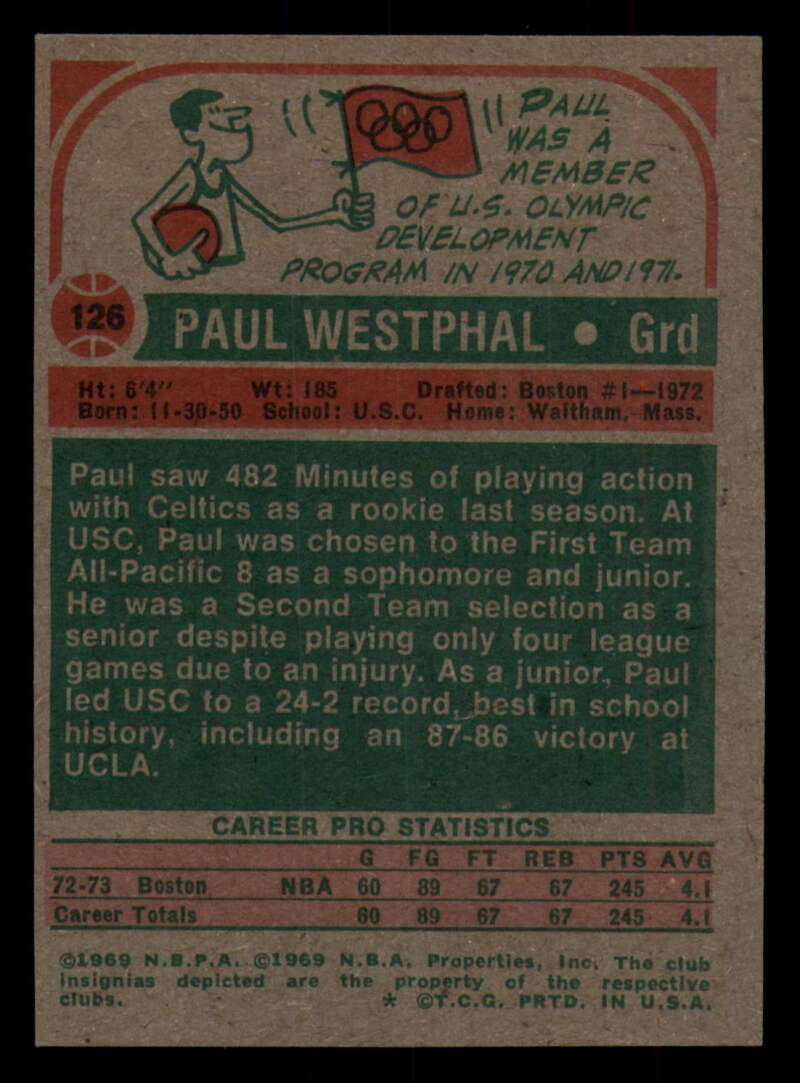 PAUL
WAS A
MEMBER
OF U.S. OLYMPIC
DEVELOPMENT
PROGRAM IN 1970 AND 1971.
126 PAUL WESTPHAL • Grd
Ht: 6'4" Wt: 185 Drafted: Boston #1—1972
Born: 11-30-50 School: U.S.C. Home: Waltham, Mass.
Paul saw 482 Minutes of playing action
with Celtics as a rookie last season. At
USC, Paul was chosen to the First Team
All-Pacific 8 as a sophomore and junior.
He was a Second Team selection as a
senior despite playing only four league
games due to an injury. As a junior, Paul
led USC to a 24-2 record, best in school
history, including an 87-86 victory at
UCLA.
CAREER PRO STATISTICS
G FG FT REB PTS AVG
72-73 Boston NBA 60 89 67 67 245 4.1
Career Totals 60 89 67 67 245 4.1
©1969 N.B.P.A. ©1969 N.B.A. Properties, Inc. The club
insignias depicted are the property of the respective
clubs. * ©T.C.G. PRTD. IN U.S.A.